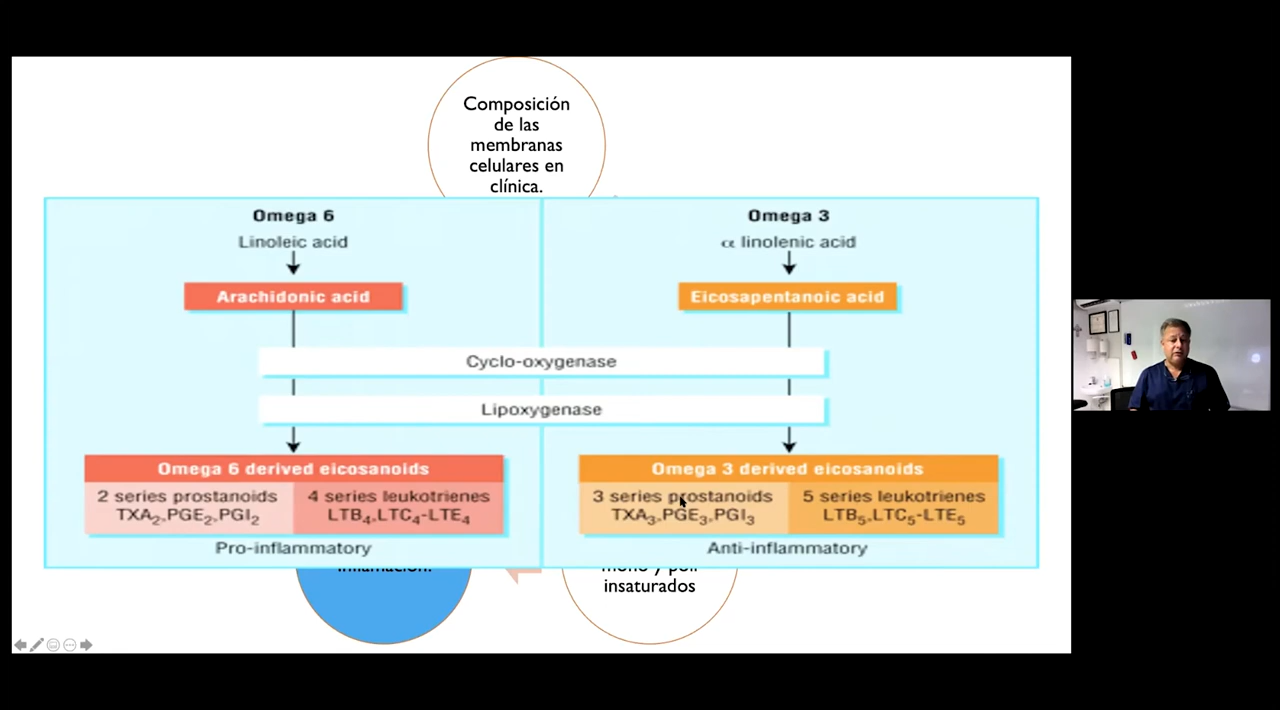 Composición
de las
membranas
celulares en
clínica.
Omega 6
Linoleic acid
Arachidonic acid
Omega 3
α linolenic acid
Eicosapentanoic acid
Cyclo-oxygenase
Lipoxygenase
Omega 6 derived eicosanoids
2 series prostanoids
TXA₂,PGE₂,PGI₂
4 series leukotrienes
LTB₄,LTC₄-LTE₄
Pro-inflammatory
Omega 3 derived eicosanoids
3 series prostanoids
TXA₃,PGE₃,PGI₃
5 series leukotrienes
LTB₅,LTC₅-LTE₅
Anti-inflammatory
inflamación.
mono y poli
insaturados